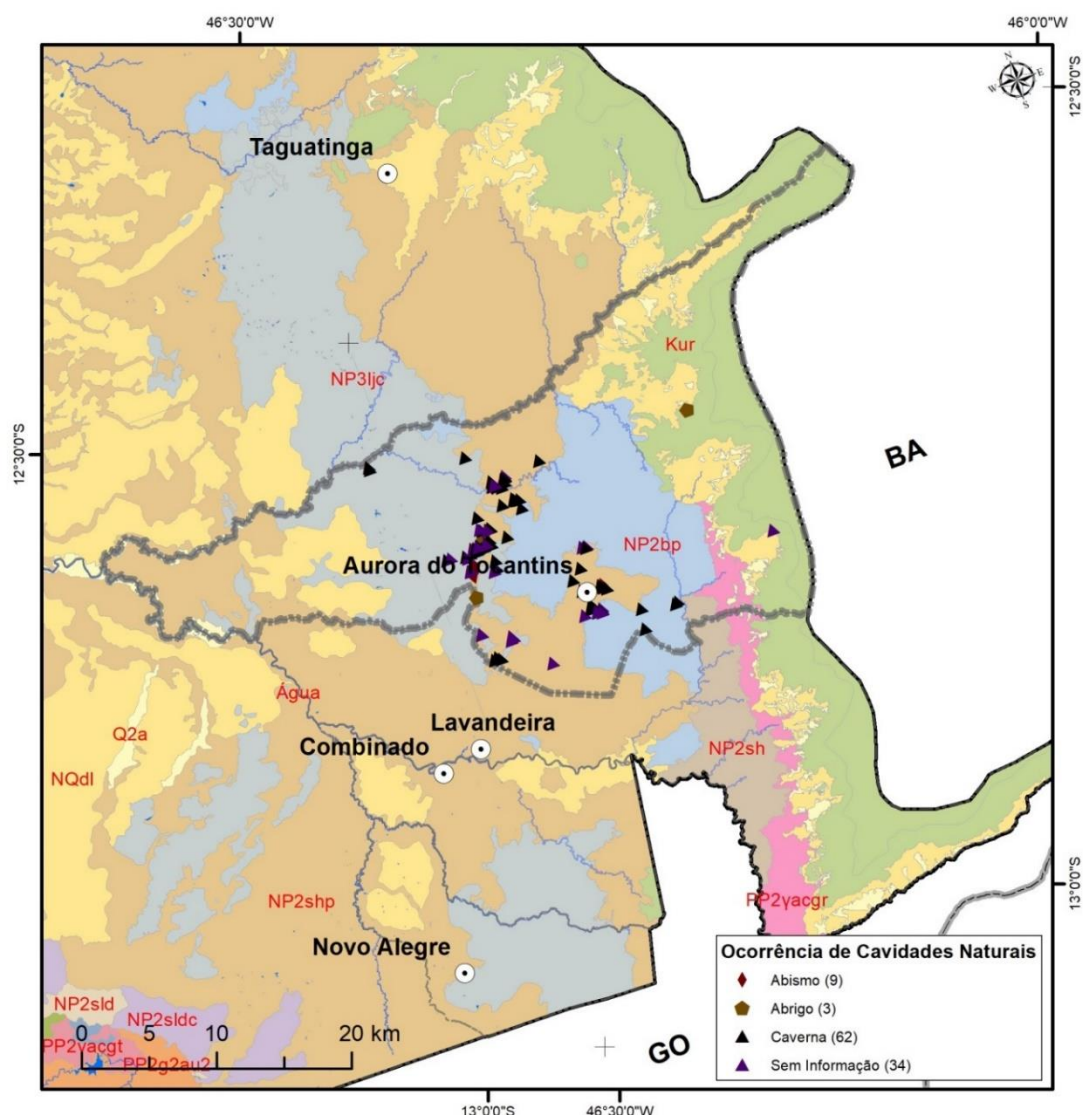 46°30'0"W
46°0'0"W
N
W
E
S
12°30'0"S
Taguatinga
Kur
NP3ljc
BA
12°30'0"S
NP2bp
Aurora do Tocantins
Água
Lavandeira
Q2a
Combinado
NP2sh
NQdl
PP2γacgr
NP2shp
13°0'0"S
Novo Alegre
Ocorrência de Cavidades Naturais
Abismo (9)
Abrigo (3)
Caverna (62)
Sem Informação (34)
NP2sld
NP2sldc
0 5 10 20 km
PP2γacgt
PP2g2au2
GO
13°0'0"S
46°30'0"W